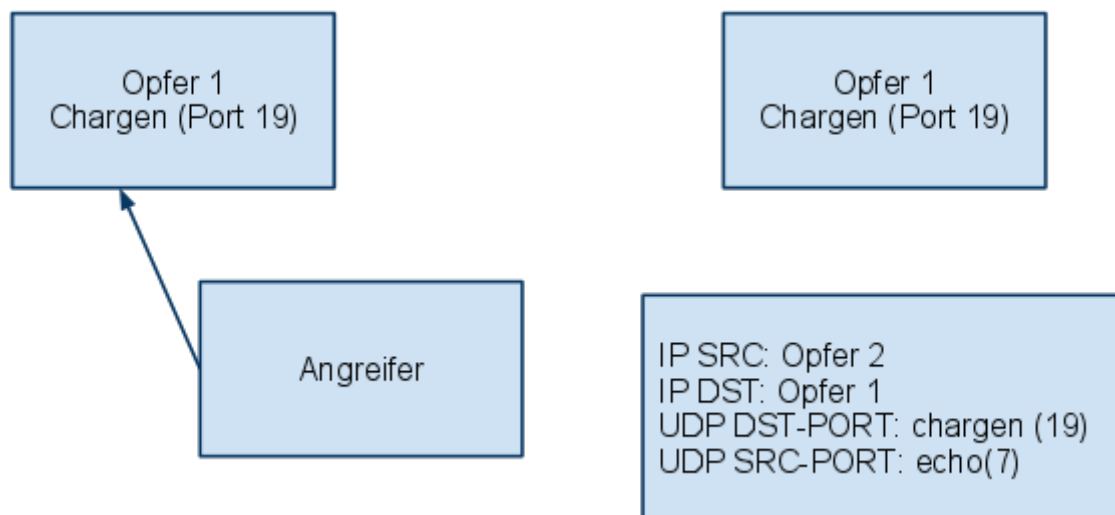 Opfer 1
Chargen (Port 19)
Opfer 1
Chargen (Port 19)
Angreifer
IP SRC: Opfer 2
IP DST: Opfer 1
UDP DST-PORT: chargen (19)
UDP SRC-PORT: echo(7)